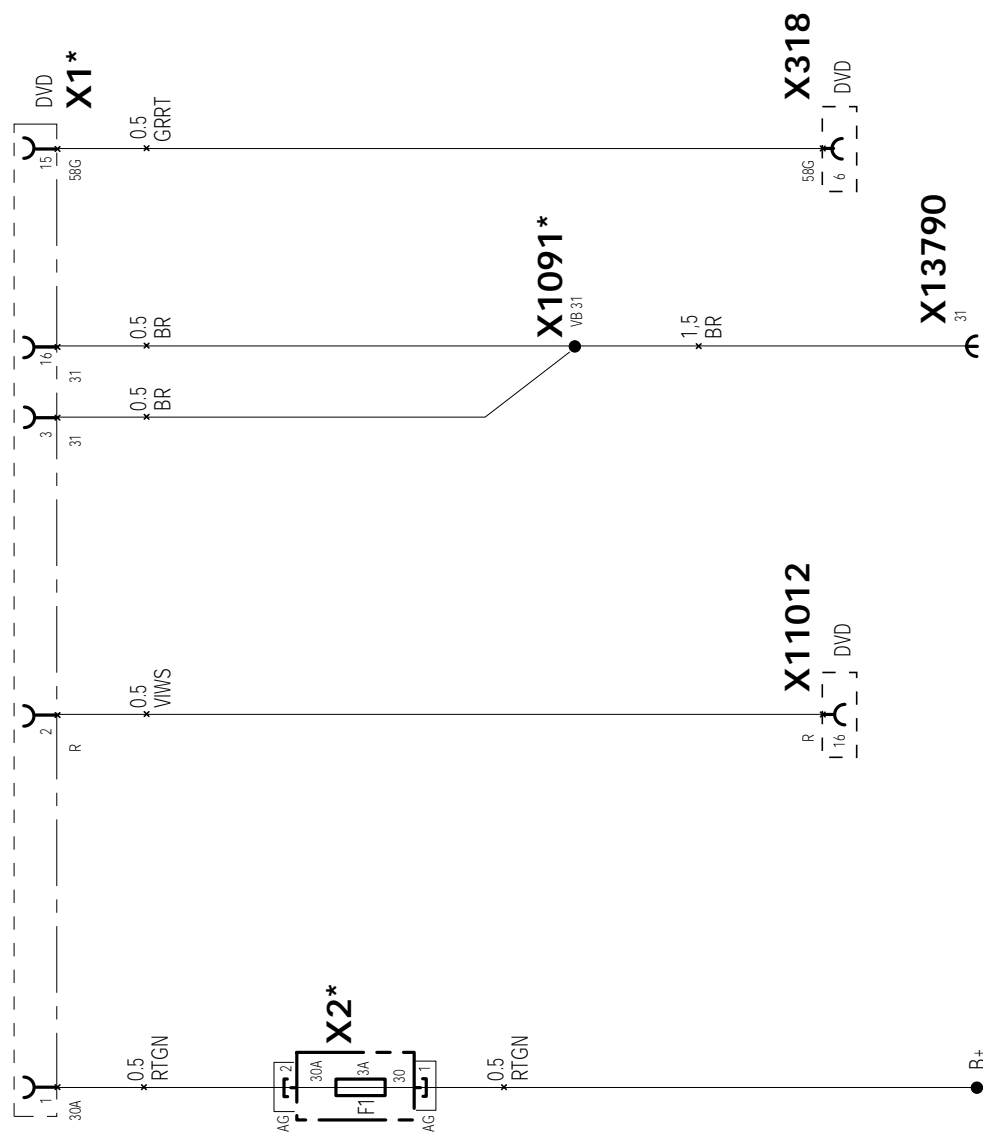 DVD
X1*
15
58G
0.5
GRRT
58G
6
X318
DVD
16
31
0.5
BR
3
31
0.5
BR
X1091*
VB 31
1,5
BR
X13790
31
2
R
0.5
VIWS
R
16
X11012
DVD
1
30A
0.5
RTGN
AG
2
30A
3A
F1
30
AG
1
X2*
0.5
RTGN
B+